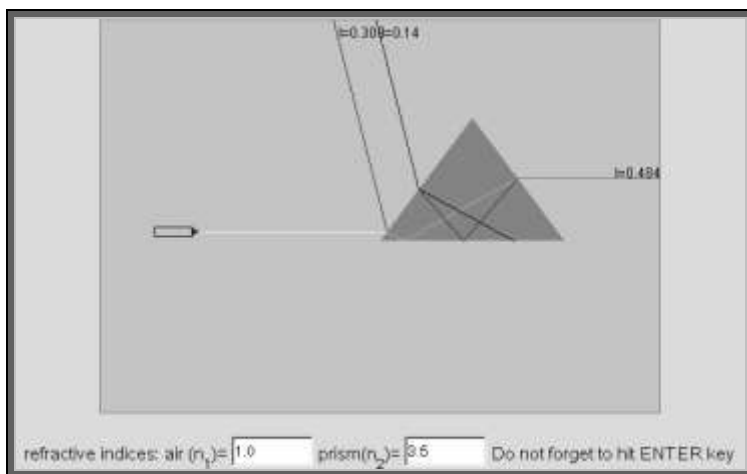 I=0.308 I=0.14
I=0.484
refractive indices: air (n1)= 1.0 prism(n2)= 3.5 Do not forget to hit ENTER key